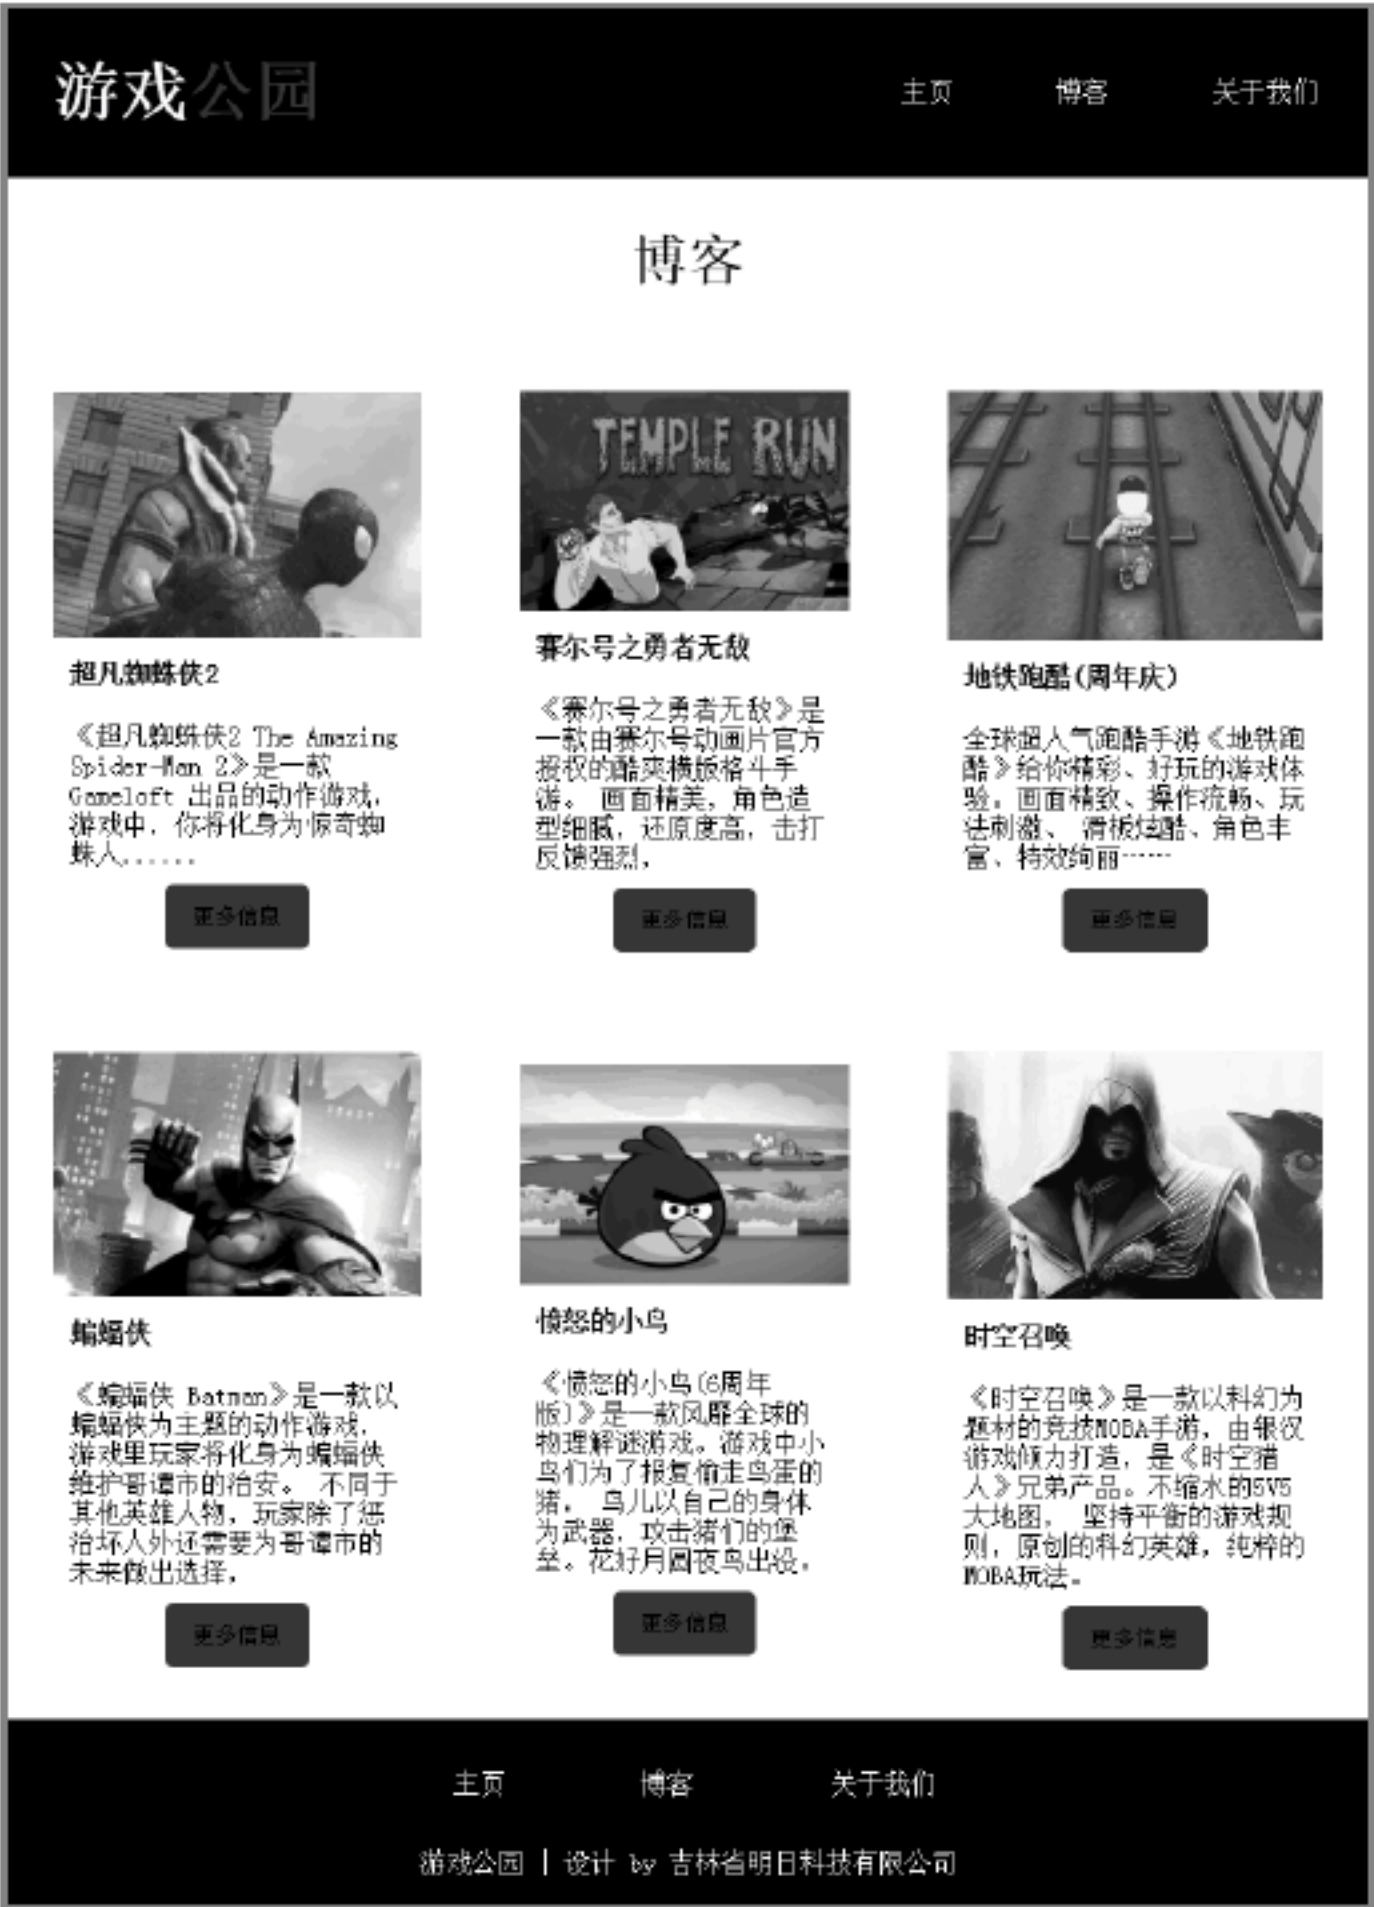 游戏公园
主页 博客 关于我们
博客
TEMPLE RUN
超凡蜘蛛侠2
《超凡蜘蛛侠2 The Amazing
Spider-Man 2》是一款
Gameloft 出品的动作游戏，
游戏中，你将化身为惊奇蜘
蛛人......
更多信息
赛尔号之勇者无敌
《赛尔号之勇者无敌》是
一款由赛尔号动画片官方
授权的酷爽横版格斗手
游。 画面精美，角色造
型细腻，还原度高，击打
反馈强烈，
更多信息
地铁跑酷(周年庆)
全球超人气跑酷手游《地铁跑
酷》给你精彩、好玩的游戏体
验，画面精致、操作流畅、玩
法刺激、 滑板炫酷、角色丰
富、特效绚丽……
更多信息
蝙蝠侠
《蝙蝠侠 Batman》是一款以
蝙蝠侠为主题的动作游戏，
游戏里玩家将化身为蝙蝠侠
维护哥谭市的治安。 不同于
其他英雄人物，玩家除了惩
治坏人外还需要为哥谭市的
未来做出选择，
更多信息
愤怒的小鸟
《愤怒的小鸟(6周年
版)》是一款风靡全球的
物理解谜游戏。游戏中小
鸟们为了报复偷走鸟蛋的
猪， 鸟儿以自己的身体
为武器，攻击猪们的堡
垒。花好月圆夜鸟出没，
更多信息
时空召唤
《时空召唤》是一款以科幻为
题材的竞技MOBA手游，由银汉
游戏倾力打造，是《时空猎
人》兄弟产品。不缩水的5V5
大地图， 坚持平衡的游戏规
则，原创的科幻英雄，纯粹的
MOBA玩法。
更多信息
主页 博客 关于我们
游戏公园 | 设计 by 吉林省明日科技有限公司